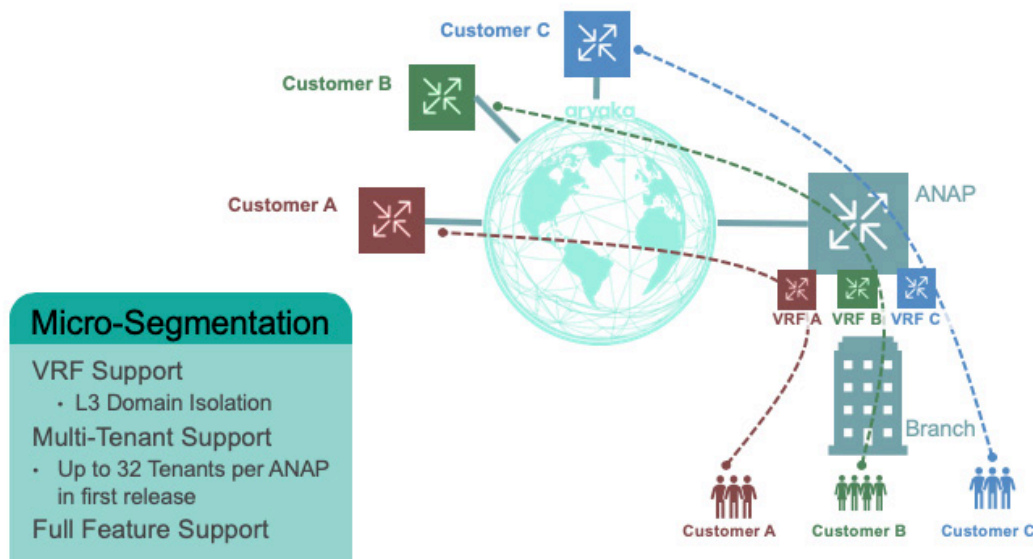 Customer C
Customer B
aryaka
Customer A
ANAP
VRF A
VRF B
VRF C
Micro-Segmentation
VRF Support
• L3 Domain Isolation
Multi-Tenant Support
• Up to 32 Tenants per ANAP
in first release
Full Feature Support
Branch
Customer A
Customer B
Customer C